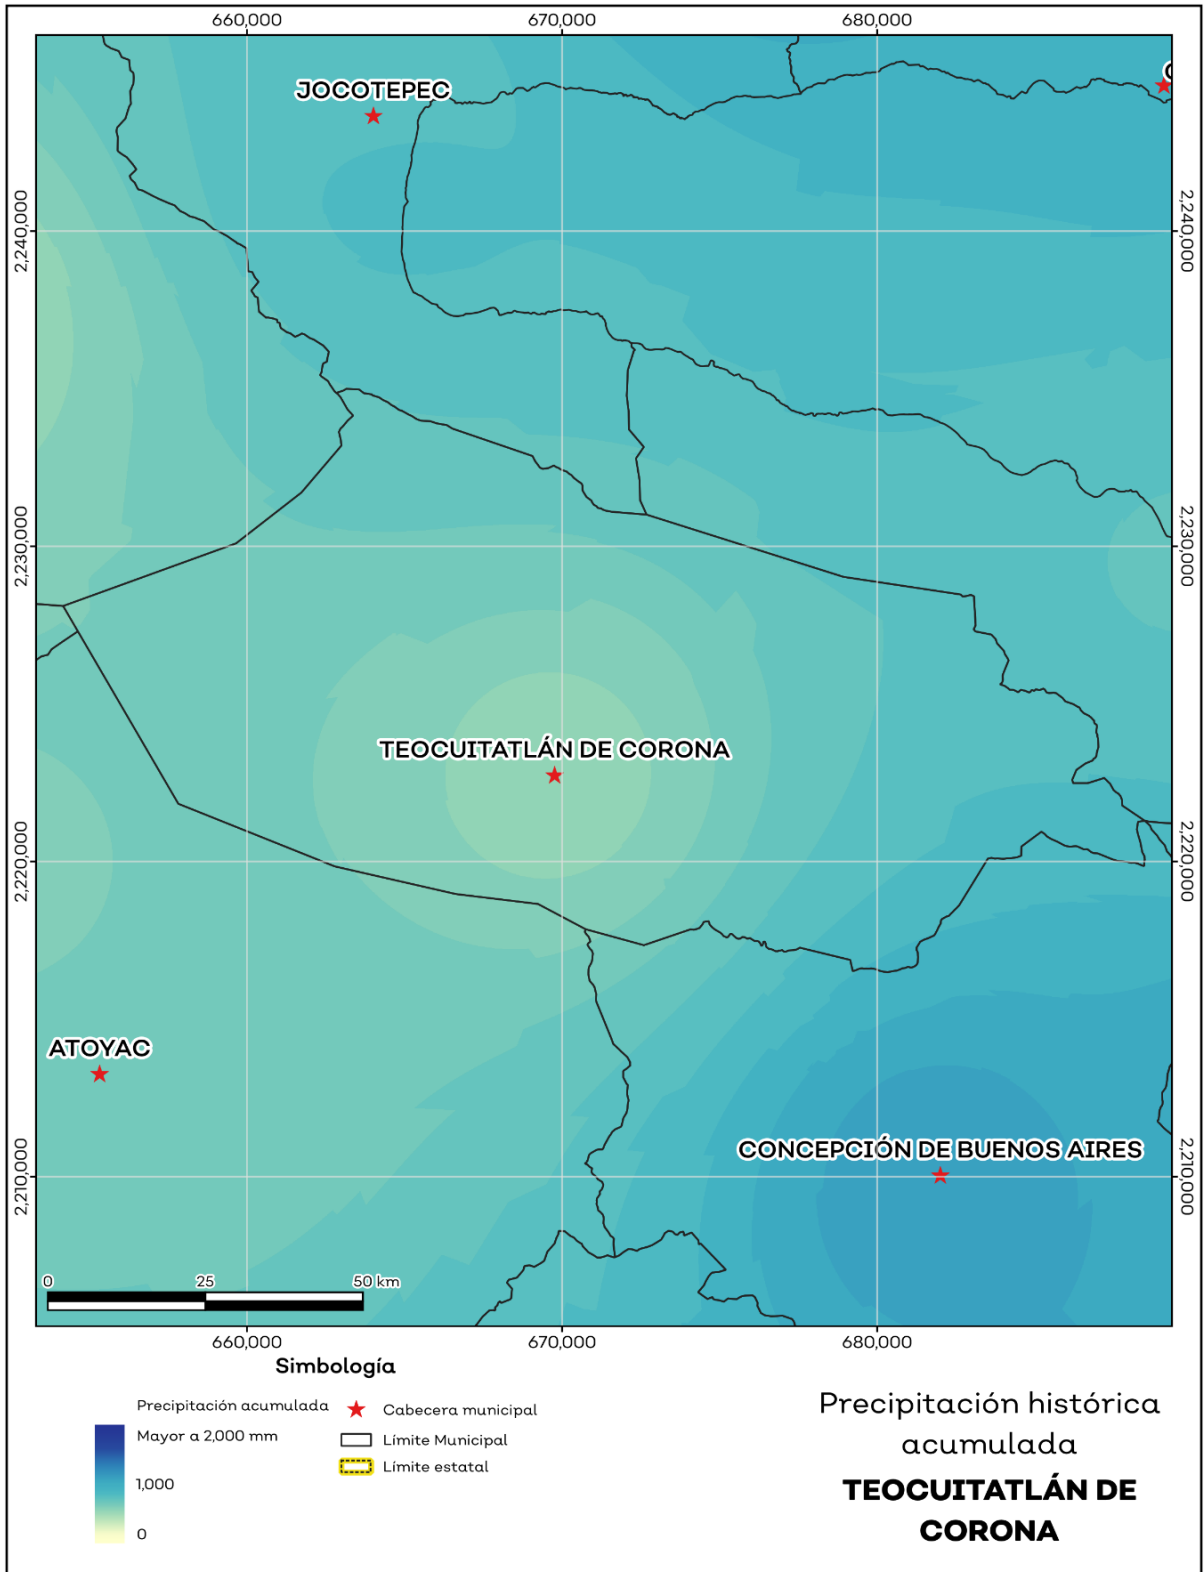 660,000
670,000
680,000
JOCOTEPEC
C
2,240,000
2,240,000
2,230,000
2,230,000
TEOCUITATLÁN DE CORONA
2,220,000
2,220,000
ATOYAC
CONCEPCIÓN DE BUENOS AIRES
2,210,000
2,210,000
0
25
50 km
660,000
670,000
680,000
Simbología
Precipitación acumulada
Mayor a 2,000 mm
1,000
0
Cabecera municipal
Límite Municipal
Límite estatal
Precipitación histórica
acumulada
TEOCUITATLÁN DE
CORONA